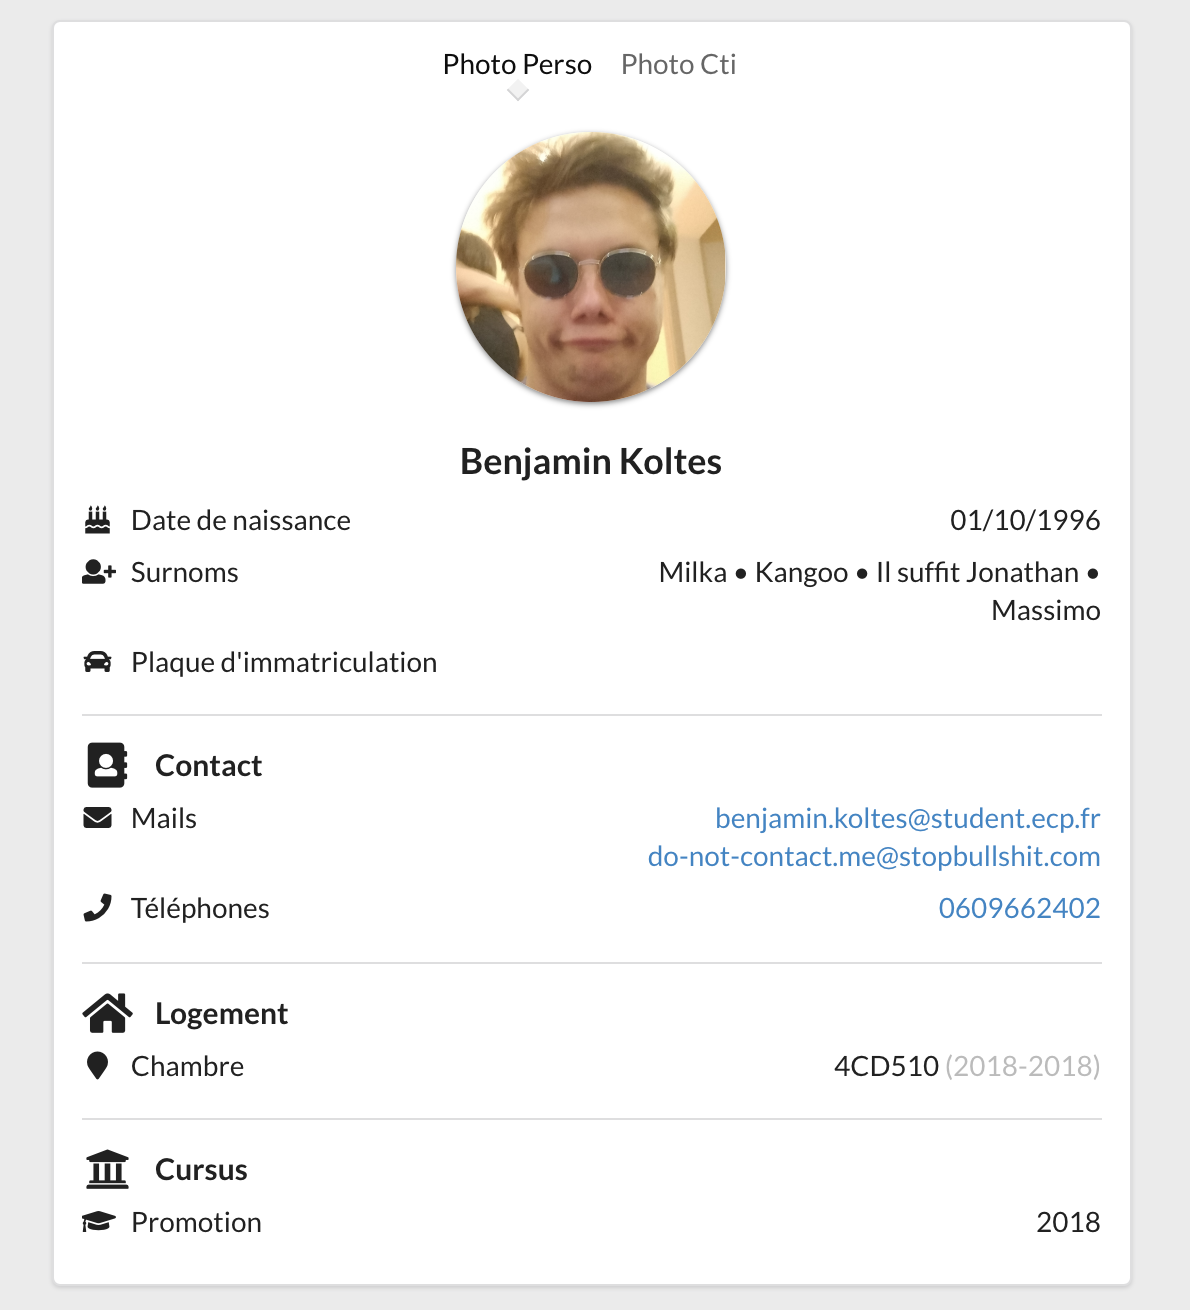 Photo Perso Photo Cti
Benjamin Koltes
Date de naissance 01/10/1996
Surnoms Milka • Kangoo • Il suffit Jonathan •
Massimo
Plaque d'immatriculation
Contact
Mails benjamin.koltes@student.ecp.fr
do-not-contact.me@stopbullshit.com
Téléphones 0609662402
Logement
Chambre 4CD510 (2018-2018)
Cursus
Promotion 2018